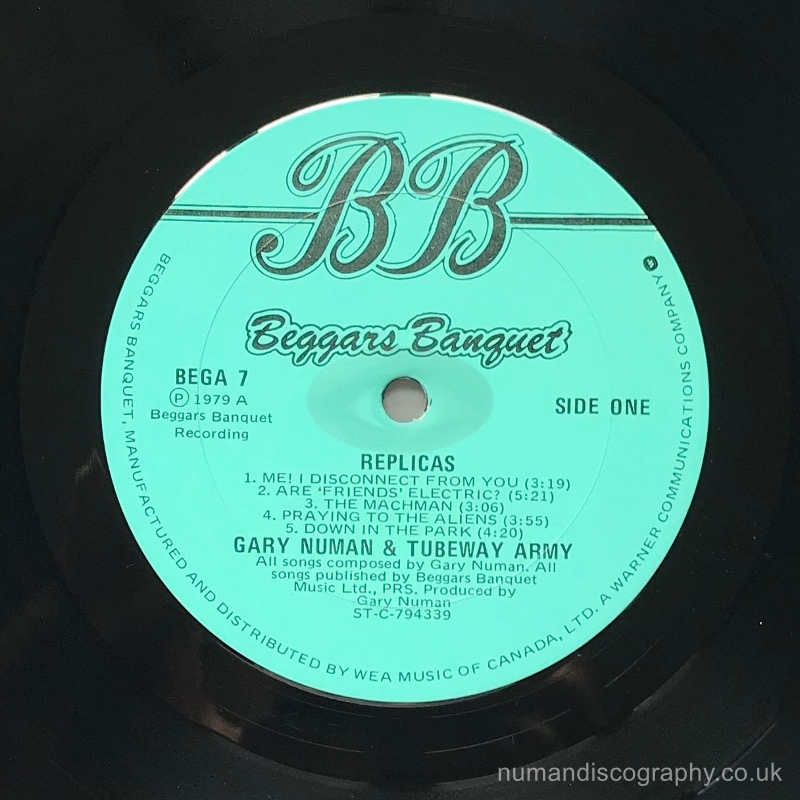 BB
Beggars Banquet
BEGA 7
Ⓟ 1979 A
Beggars Banquet
Recording
SIDE ONE
REPLICAS
1. ME! I DISCONNECT FROM YOU (3:19)
2. ARE 'FRIENDS' ELECTRIC? (5:21)
3. THE MACHMAN (3:06)
4. PRAYING TO THE ALIENS (3:55)
5. DOWN IN THE PARK (4:20)
GARY NUMAN & TUBEWAY ARMY
All songs composed by Gary Numan. All
songs published by Beggars Banquet
Music Ltd., PRS. Produced by
Gary Numan
ST-C-794339
BEGGARS BANQUET, MANUFACTURED AND DISTRIBUTED BY WEA MUSIC OF CANADA, LTD. A WARNER COMMUNICATIONS COMPANY
numandiscography.co.uk